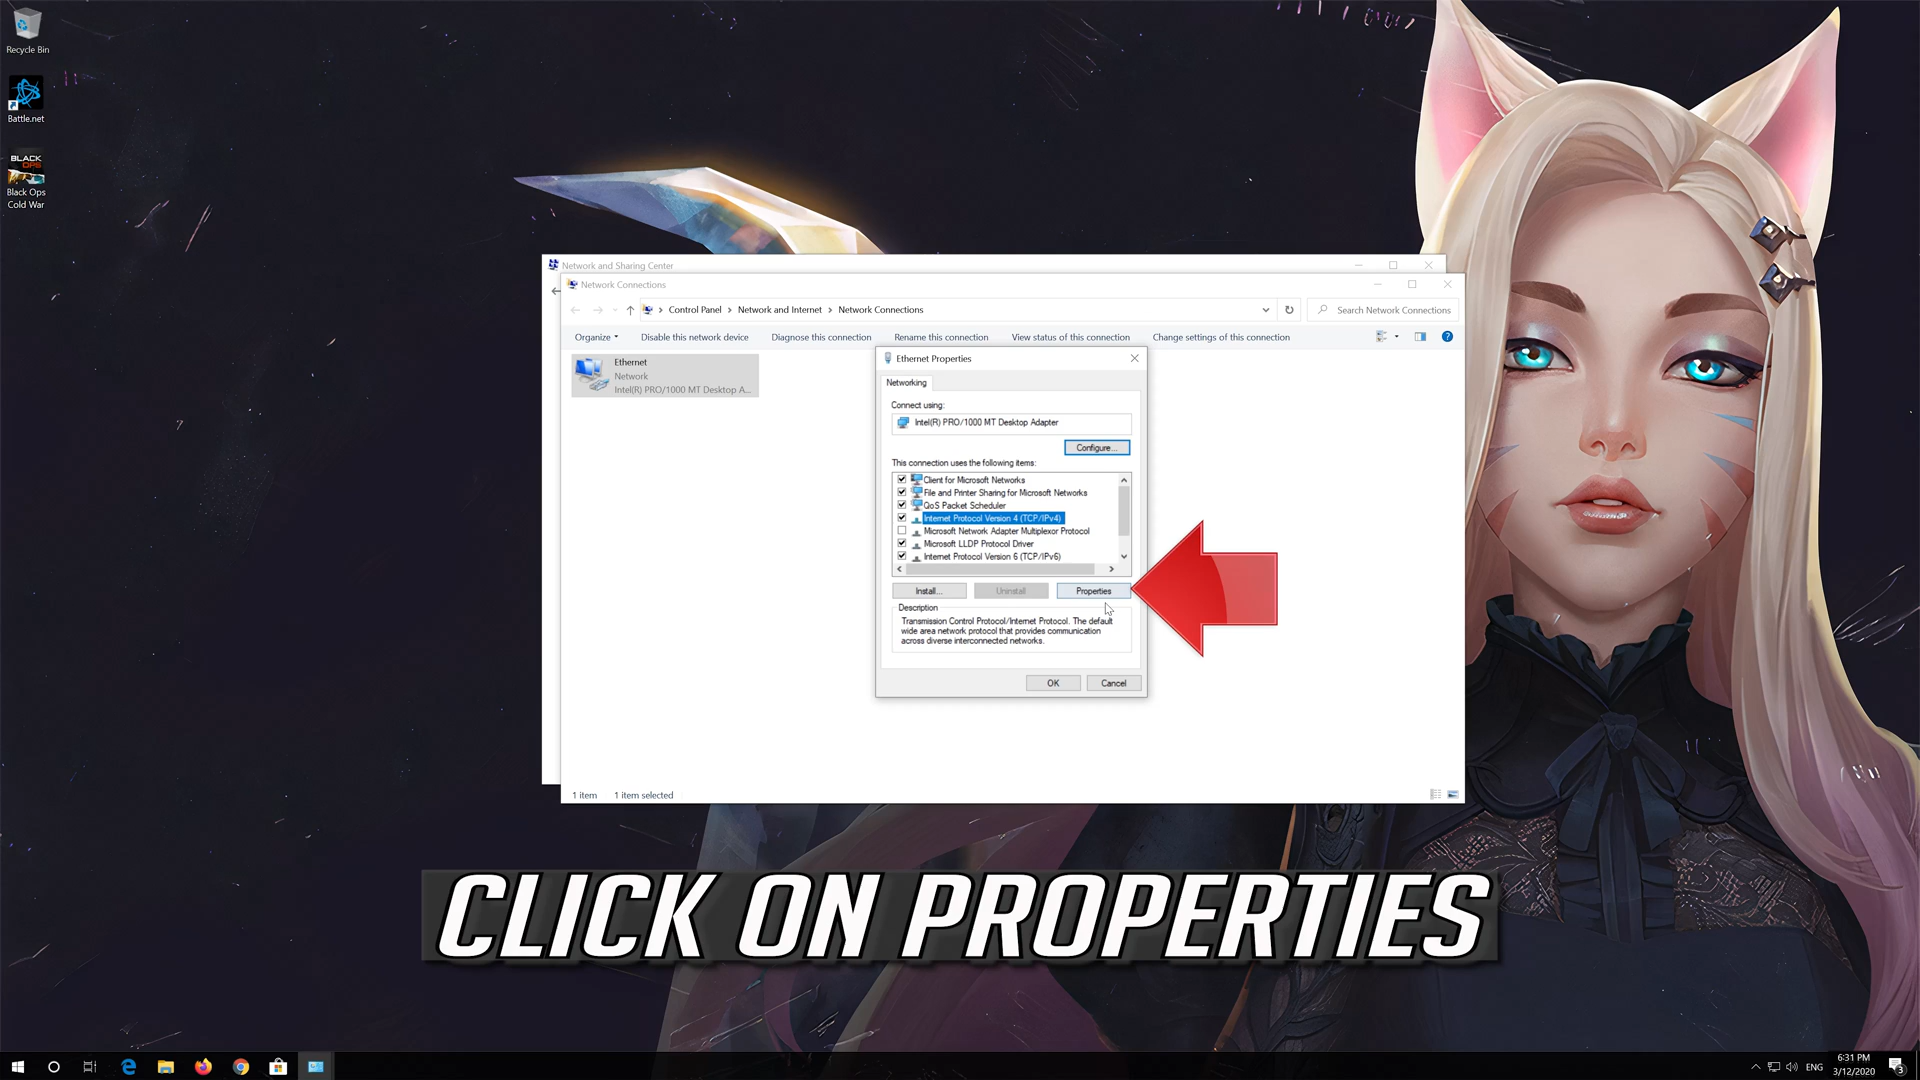 Recycle Bin
Battle.net
BLACK
OPS
Black Ops
Cold War
Network and Sharing Center
Network Connections
Control Panel > Network and Internet > Network Connections
Search Network Connections
Organize
Disable this network device
Diagnose this connection
Rename this connection
View status of this connection
Change settings of this connection
Ethernet
Network
Intel(R) PRO/1000 MT Desktop A...
Ethernet Properties
Networking
Connect using:
Intel(R) PRO/1000 MT Desktop Adapter
Configure...
This connection uses the following items:
Client for Microsoft Networks
File and Printer Sharing for Microsoft Networks
QoS Packet Scheduler
Internet Protocol Version 4 (TCP/IPv4)
Microsoft Network Adapter Multiplexor Protocol
Microsoft LLDP Protocol Driver
Internet Protocol Version 6 (TCP/IPv6)
Install...
Uninstall
Properties
Description
Transmission Control Protocol/Internet Protocol. The default
wide area network protocol that provides communication
across diverse interconnected networks.
OK
Cancel
1 item
1 item selected
CLICK ON PROPERTIES
ENG
6:31 PM
3/12/2020
3